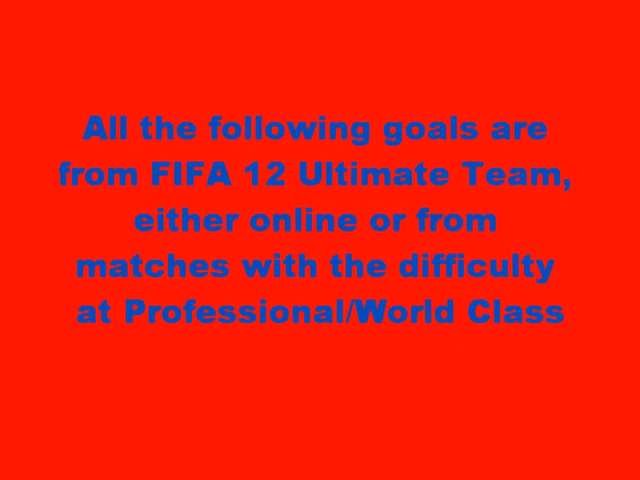 All the following goals are
from FIFA 12 Ultimate Team,
either online or from
matches with the difficulty
at Professional/World Class